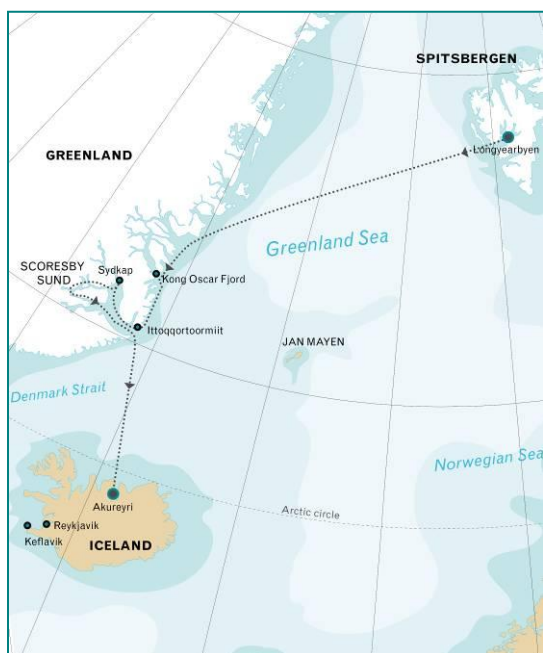 SPITSBERGEN
Longyearbyen
GREENLAND
Greenland Sea
SCORESBY
SUND
Sydkap
Kong Oscar Fjord
Ittoqqortoormiit
JAN MAYEN
Denmark Strait
Norwegian Sea
Akureyri
Arctic circle
Reykjavik
Keflavik
ICELAND